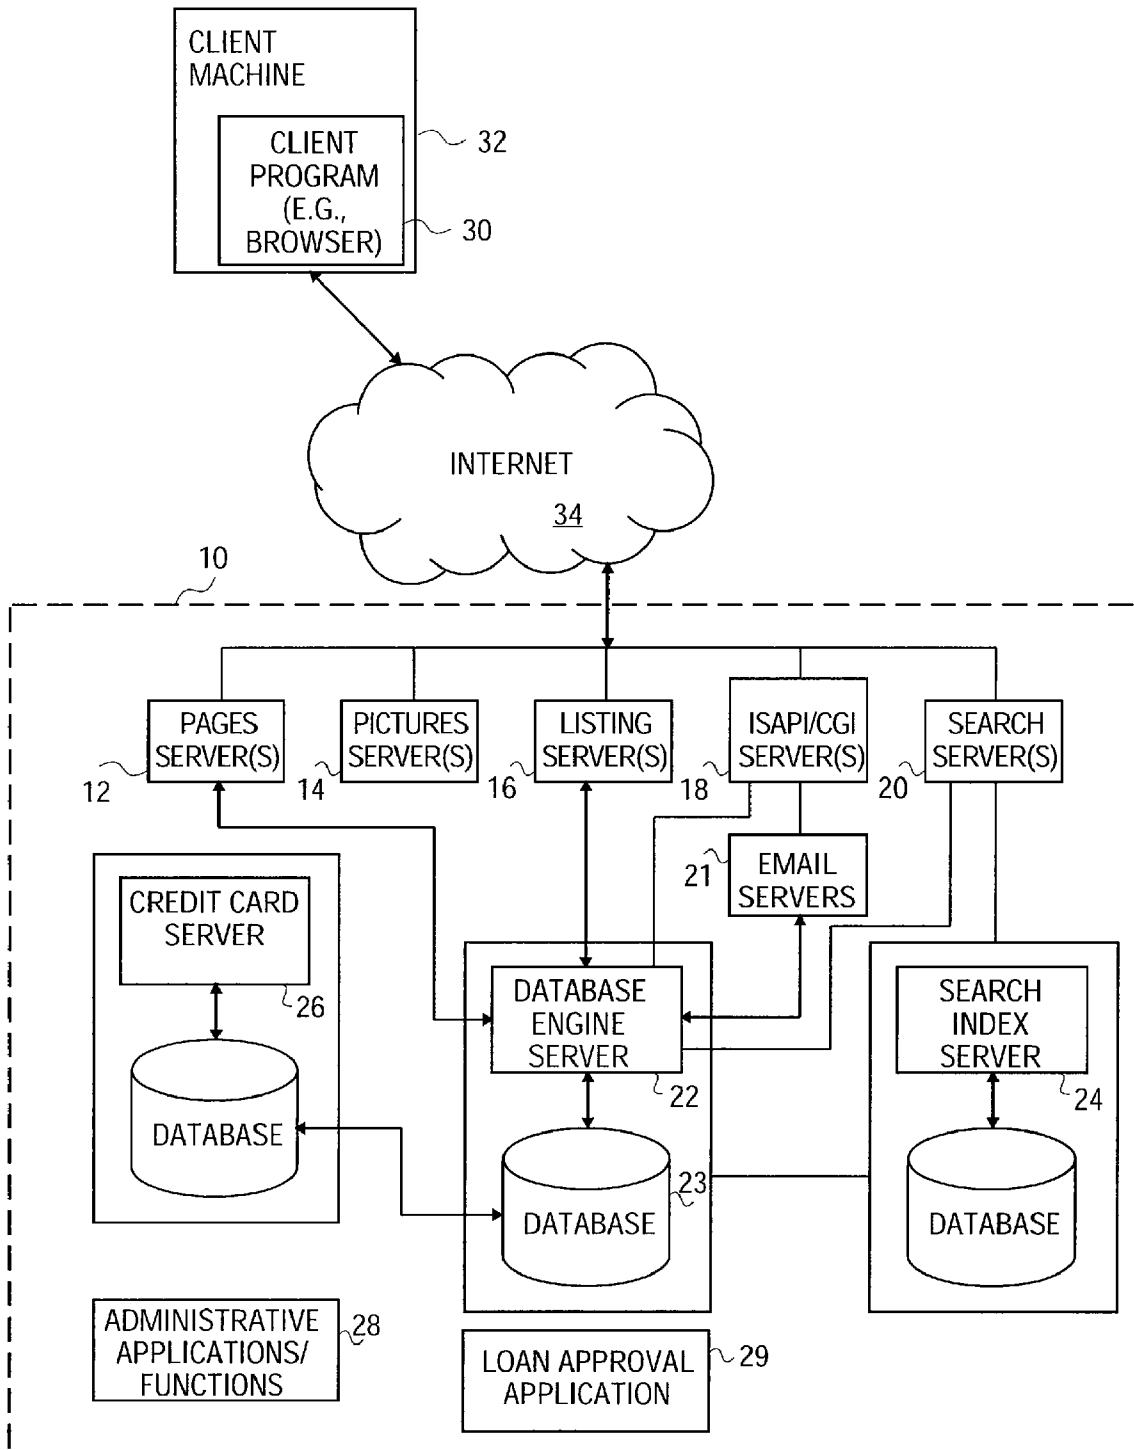 CLIENT
MACHINE
CLIENT
PROGRAM
(E.G.,
BROWSER)
32
30
INTERNET
34
10
PAGES
SERVER(S)
12
PICTURES
SERVER(S)
14
LISTING
SERVER(S)
16
ISAPI/CGI
SERVER(S)
18
SEARCH
SERVER(S)
20
EMAIL
SERVERS
21
CREDIT CARD
SERVER
26
DATABASE
ENGINE
SERVER
22
SEARCH
INDEX
SERVER
24
DATABASE
DATABASE
23
DATABASE
ADMINISTRATIVE
APPLICATIONS/
FUNCTIONS
28
LOAN APPROVAL
APPLICATION
29